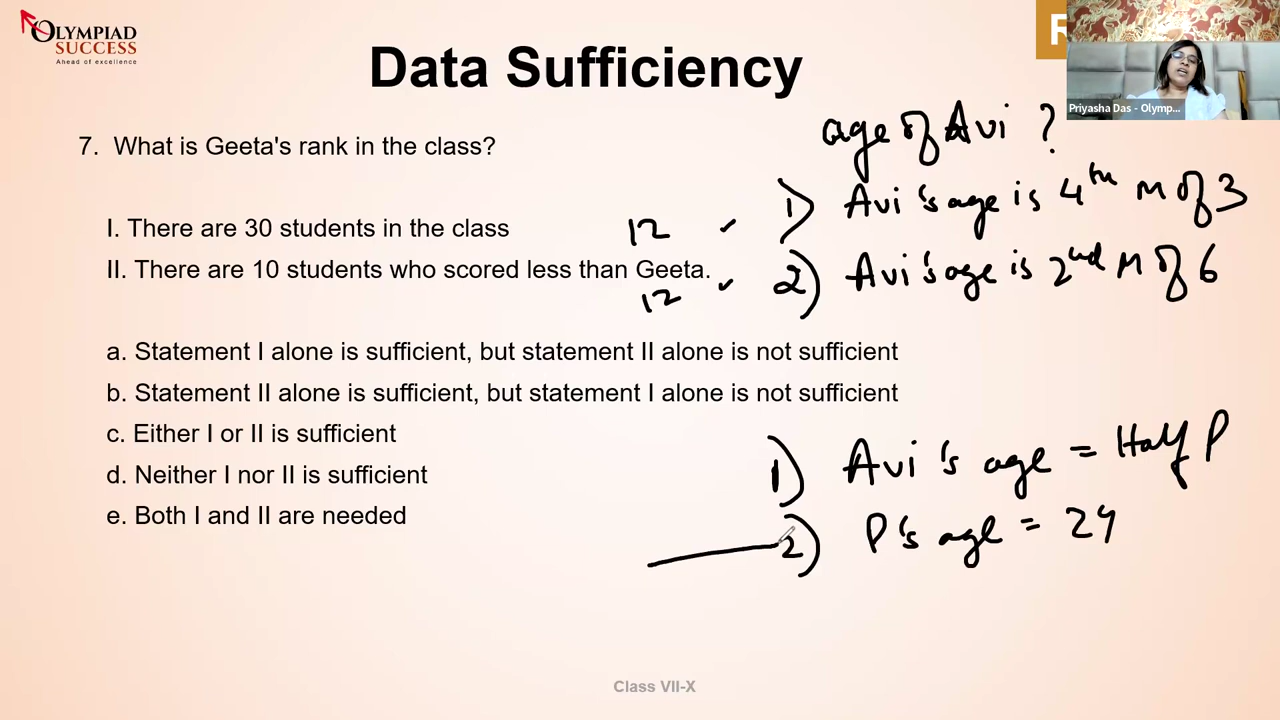 OLYMPIAD
SUCCESS
Ahead of excellence
Data Sufficiency
R
Priyasha Das - Olymp...
7. What is Geeta's rank in the class?
I. There are 30 students in the class
II. There are 10 students who scored less than Geeta.
a. Statement I alone is sufficient, but statement II alone is not sufficient
b. Statement II alone is sufficient, but statement I alone is not sufficient
c. Either I or II is sufficient
d. Neither I nor II is sufficient
e. Both I and II are needed
age of Avi ?
12 ✓ 1) Avi's age is 4th M of 3
12 ✓ 2) Avi's age is 2nd M of 6
1) Avi's age = Half P
2) P's age = 24
Class VII-X